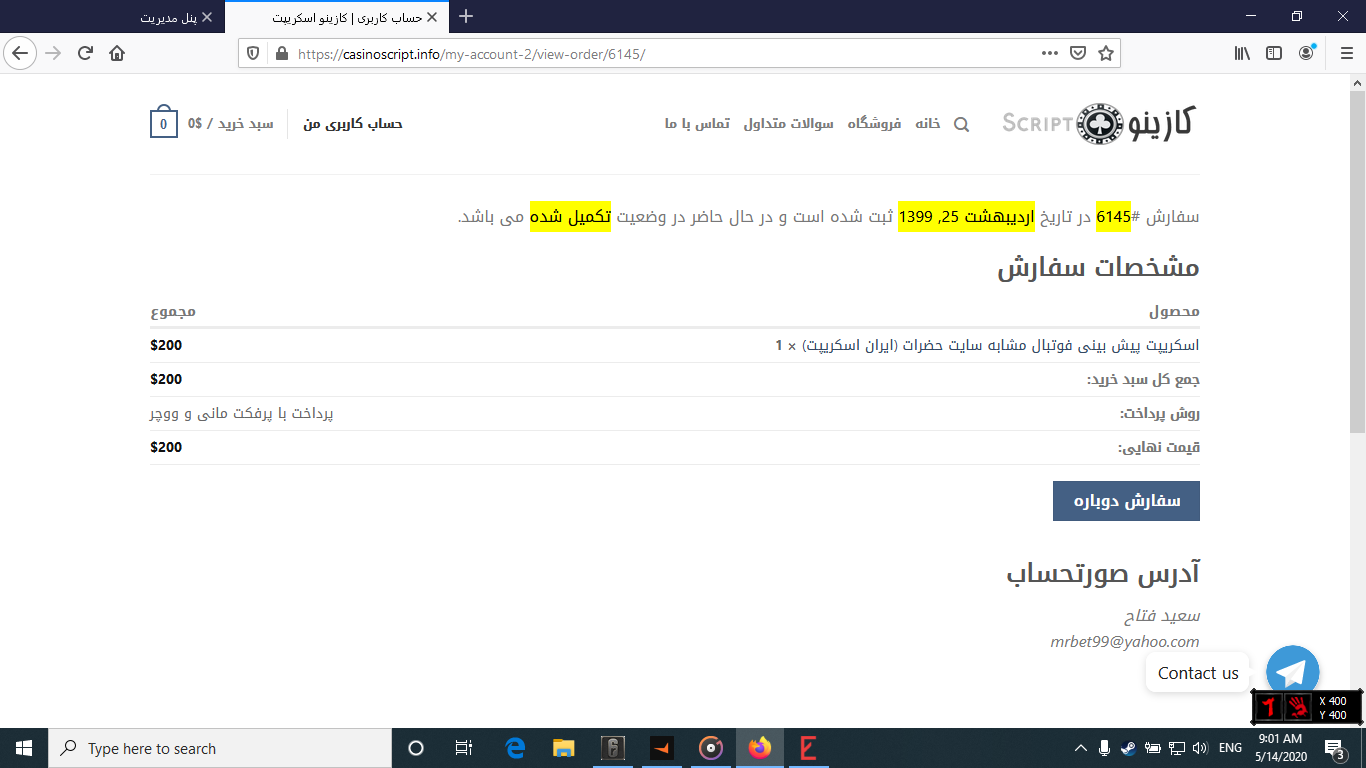 پنل مدیریت
حساب کاربری | کازینو اسکریپت
https://casinoscript.info/my-account-2/view-order/6145/
کازینو SCRIPT
خانه
فروشگاه
سوالات متداول
تماس با ما
حساب کاربری من
سبد خرید / $0
0
سفارش #6145 در تاریخ اردیبهشت 25, 1399 ثبت شده است و در حال حاضر در وضعیت تکمیل شده می باشد.
مشخصات سفارش
محصول مجموع
اسکریپت پیش بینی فوتبال مشابه سایت حضرات (ایران اسکریپت) × 1 $200
جمع کل سبد خرید: $200
روش پرداخت: پرداخت با پرفکت مانی و ووچر
قیمت نهایی: $200
سفارش دوباره
آدرس صورتحساب
سعید فتاح
mrbet99@yahoo.com
Contact us
X 400
Y 400
Type here to search
ENG
9:01 AM
5/14/2020
3